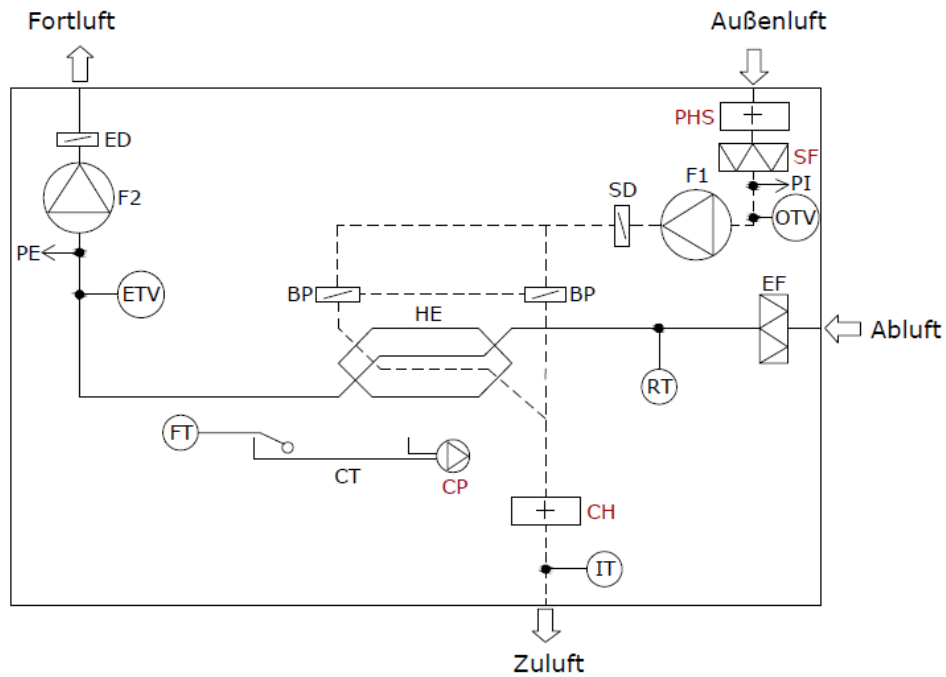 Fortluft
Außenluft
PHS
ED
SF
F2
F1
SD
PI
OTV
PE
ETV
BP
BP
EF
HE
Abluft
RT
FT
CT
CP
CH
IT
Zuluft